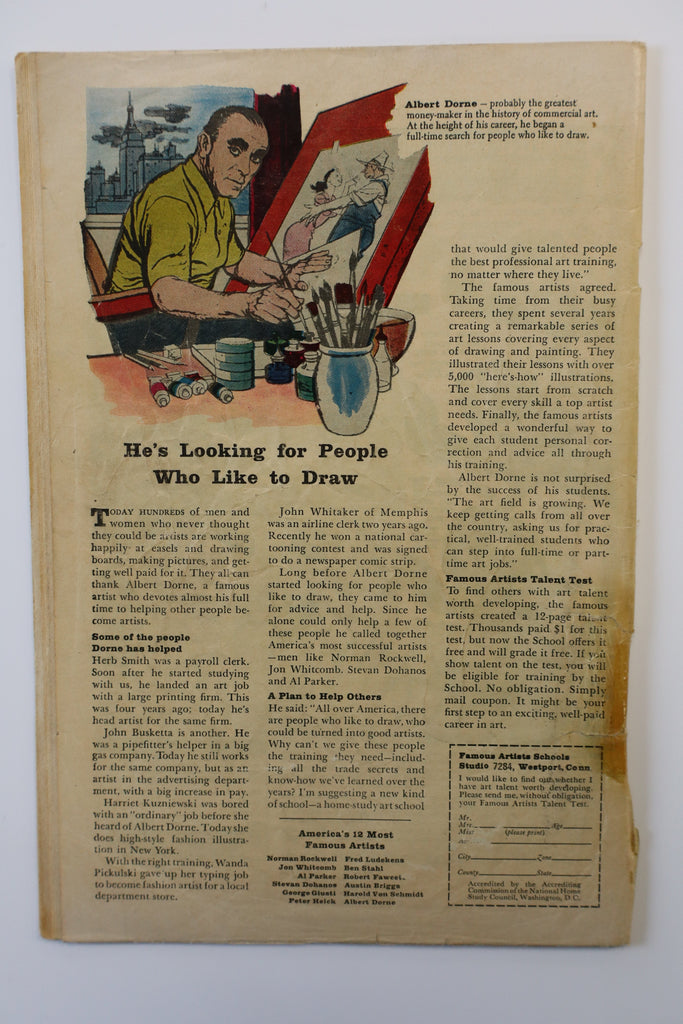 Albert Dorne — probably the greatest
money-maker in the history of commercial art.
At the height of his career, he began a
full-time search for people who like to draw.
He's Looking for People
Who Like to Draw
TODAY HUNDREDS of men and
women who never thought
they could be artists are working
happily at easels and drawing
boards, making pictures, and get-
ting well paid for it. They all can
thank Albert Dorne, a famous
artist who devotes almost his full
time to helping other people be-
come artists.
Some of the people
Dorne has helped
Herb Smith was a payroll clerk.
Soon after he started studying
with us, he landed an art job
with a large printing firm. This
was four years ago; today he's
head artist for the same firm.
John Busketta is another. He
was a pipefitter's helper in a big
gas company. Today he still works
for the same company, but as an
artist in the advertising depart-
ment, with a big increase in pay.
Harriet Kuzniewski was bored
with an "ordinary" job before she
heard of Albert Dorne. Today she
does high-style fashion illustra-
tion in New York.
With the right training, Wanda
Pickulski gave up her typing job
to become fashion artist for a local
department store.
John Whitaker of Memphis
was an airline clerk two years ago.
Recently he won a national car-
tooning contest and was signed
to do a newspaper comic strip.
Long before Albert Dorne
started looking for people who
like to draw, they came to him
for advice and help. Since he
alone could only help a few of
these people he called together
America's most successful artists
—men like Norman Rockwell,
Jon Whitcomb, Stevan Dohanos
and Al Parker.
A Plan to Help Others
He said: "All over America, there
are people who like to draw, who
could be turned into good artists.
Why can't we give these people
the training they need—includ-
ing all the trade secrets and
know-how we've learned over the
years? I'm suggesting a new kind
of school—a home study art school
America's 12 Most
Famous Artists
Norman Rockwell Fred Ludekens
Jon Whitcomb Ben Stahl
Al Parker Robert Fawcett
Stevan Dohanos Austin Briggs
George Giusti Harold Von Schmidt
Peter Helck Albert Dorne
that would give talented people
the best professional art training,
no matter where they live."
The famous artists agreed.
Taking time from their busy
careers, they spent several years
creating a remarkable series of
art lessons covering every aspect
of drawing and painting. They
illustrated their lessons with over
5,000 "here's-how" illustrations.
The lessons start from scratch
and cover every skill a top artist
needs. Finally, the famous artists
developed a wonderful way to
give each student personal cor-
rection and advice all through
his training.
Albert Dorne is not surprised
by the success of his students.
"The art field is growing. We
keep getting calls from all over
the country, asking us for prac-
tical, well-trained students who
can step into full-time or part-
time art jobs."
Famous Artists Talent Test
To find others with art talent
worth developing, the famous
artists created a 12-page talent
test. Thousands paid $1 for this
test, but now the School offers it
free and will grade it free. If you
show talent on the test, you will
be eligible for training by the
School. No obligation. Simply
mail coupon. It might be your
first step to an exciting, well-paid
career in art.
Famous Artists Schools
Studio 7284, Westport, Conn.
I would like to find out whether I
have art talent worth developing.
Please send me, without obligation,
your Famous Artists Talent Test.
Mr.
Mrs. Age
Miss (please print)
City Zone
County State
Accredited by the Accrediting
Commission of the National Home
Study Council, Washington, D.C.